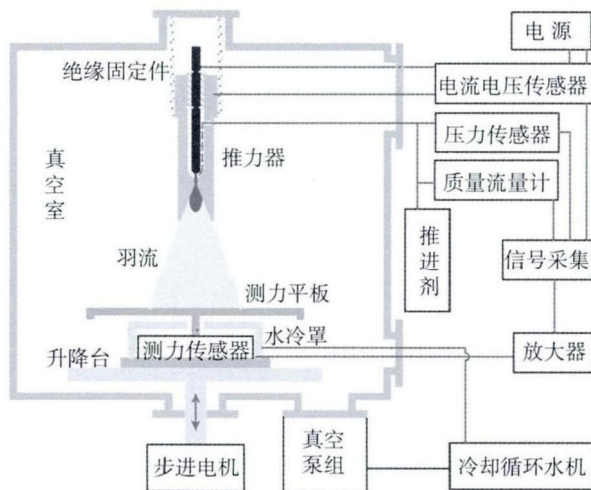 电 源
绝缘固定件
电流电压传感器
压力传感器
真空室
推力器
质量流量计
推进剂
羽流
信号采集
测力平板
水冷罩
测力传感器
升降台
放大器
步进电机
真空
泵组
冷却循环水机